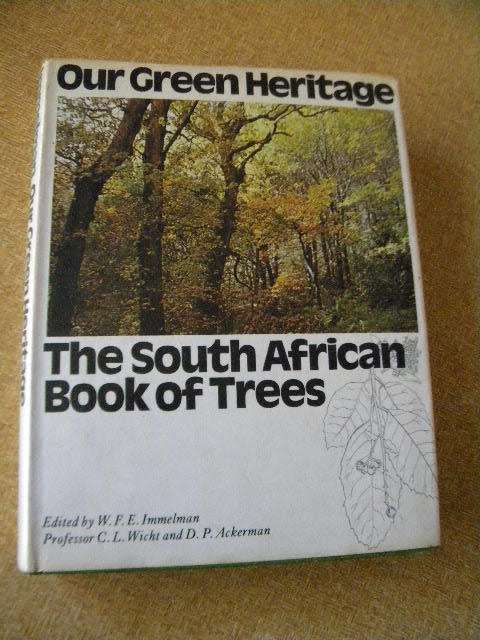 Our Green Heritage
The South African
Book of Trees
Edited by W. F. E. Immelman
Professor C. L. Wicht and D. P. Ackerman
Our Green Heritage